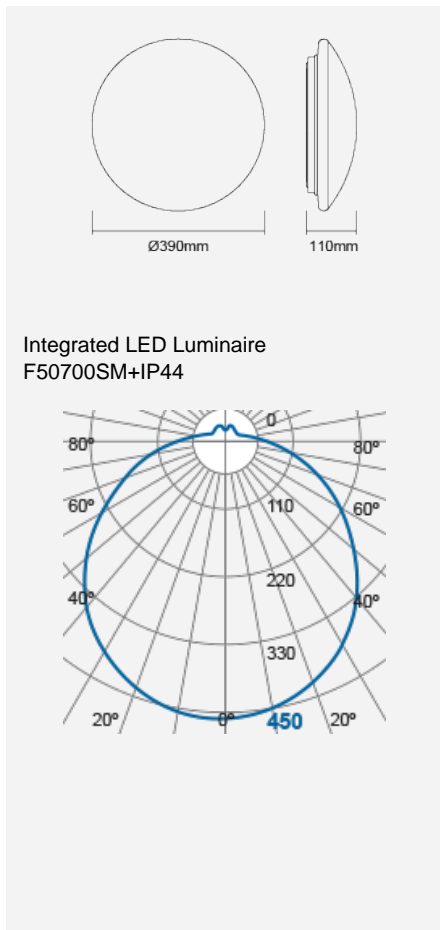 Ø390mm 110mm
Integrated LED Luminaire
F50700SM+IP44
0
80º 80º
60º 110 60º
220
40º 40º
330
20º 0º 450 20º